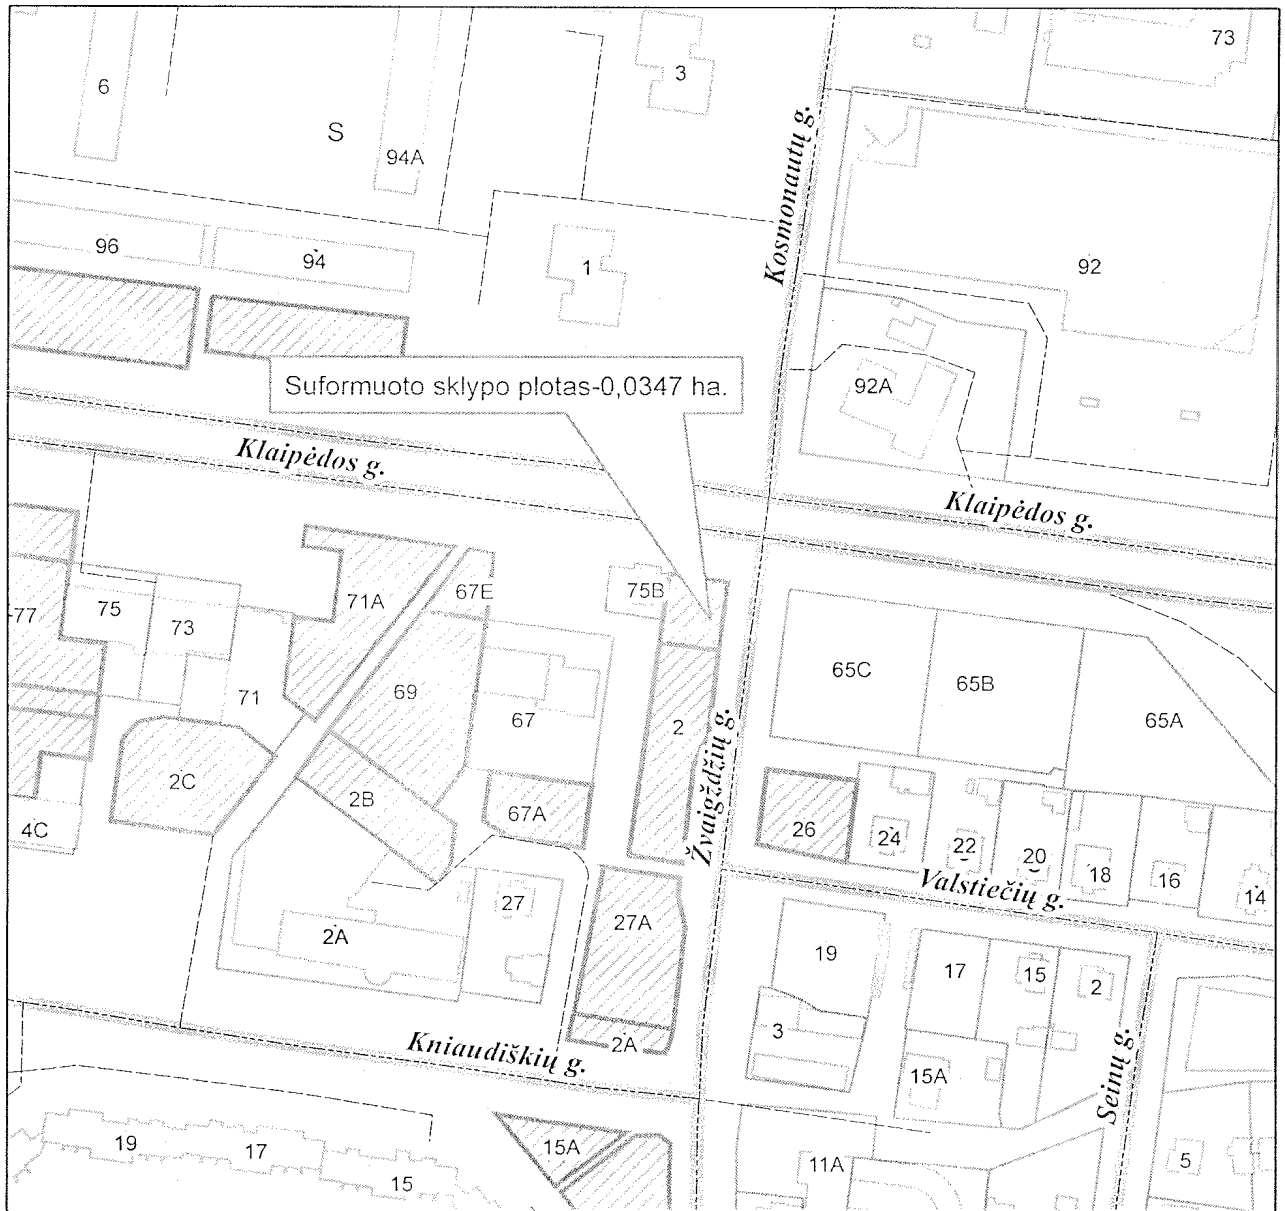 73
3
6
S
94A
Kosmonautų g.
96
94
1
92
92A
Suformuoto sklypo plotas-0,0347 ha.
Klaipėdos g.
Klaipėdos g.
71A
67E
75B
77
75
73
65C
65B
65A
71
69
67
2
Žvaigždžių g.
2C
2B
67A
4C
26
24
22
20
18
16
14
Valstiečių g.
27
27A
2A
19
17
15
2
3
2A
Kniaudiškių g.
15A
Seinų g.
19
17
15
15A
11A
5